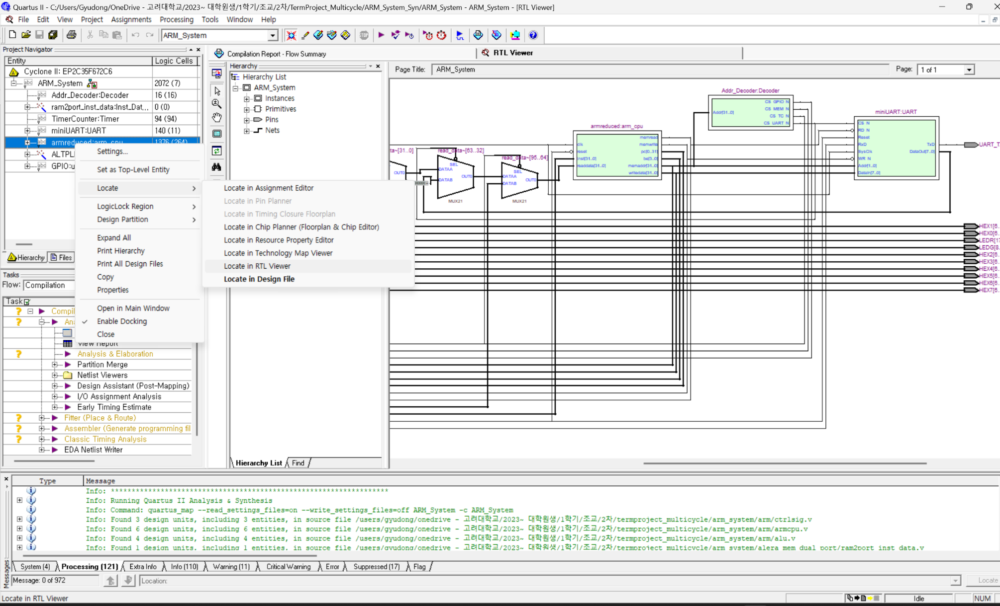 Quartus II - C:/Users/Gyudong/OneDrive - 고려대학교/2023~ 대학원생/1학기/조교/2차/TermProject_Multicycle/ARM_System_Syn/ARM_System - ARM_System - [RTL Viewer]
File Edit View Project Assignments Processing Tools Window Help
ARM_System
STOP
Project Navigator
Entity Logic Cells
Cyclone II: EP2C35F672C6
ARM_System 2072 (7)
Addr_Decoder:Decoder 16 (16)
ram2port_inst_data:Inst_Dat... 0 (0)
TimerCounter:Timer 94 (94)
miniUART:UART 140 (11)
armreduced:arm_cpu 1376 (264)
ALTPL
GPIO:u
Hierarchy Files
Settings...
Set as Top-Level Entity
Locate
LogicLock Region
Design Partition
Expand All
Print Hierarchy
Print All Design Files
Copy
Properties
Open in Main Window
Enable Docking
Close
Locate in Assignment Editor
Locate in Pin Planner
Locate in Timing Closure Floorplan
Locate in Chip Planner (Floorplan & Chip Editor)
Locate in Resource Property Editor
Locate in Technology Map Viewer
Locate in RTL Viewer
Locate in Design File
Tasks
Flow: Compilation
Task
Compil
An
View Report
Analysis & Elaboration
Partition Merge
Netlist Viewers
Design Assistant (Post-Mapping)
I/O Assignment Analysis
Early Timing Estimate
Fitter (Place & Route)
Assembler (Generate programming fil
Classic Timing Analysis
EDA Netlist Writer
Compilation Report - Flow Summary
RTL Viewer
Hierarchy
Hierarchy List
ARM_System
Instances
Primitives
Pins
Nets
Hierarchy List Find
Page Title: ARM_System
Page: 1 of 1
Addr_Decoder:Decoder
Addr[31..0]
CS GPIO N
CS MEM N
CS TC N
CS UART N
miniUART:UART
CS N
RD N
Reset
RxD
SysClk
WR N
Addr[1..0]
DataIn[7..0]
TxD
DataOut[7..0]
UART_T
armreduced:arm_cpu
clk
reset
inst[31..0]
readdata[31..0]
memread
memwrite
pc[0..31]
be[3..0]
memaddr[31..0]
writedata[31..0]
ta~[31..0]
OUT0
read_data~[63..32]
SEL
DATAA
DATAB
OUT0
MUX21
read_data~[95..64]
SEL
DATAA
DATAB
OUT0
MUX21
HEX1[6..
HEX0[6..
LEDR[17
LEDG[8..
HEX2[6..
HEX3[6..
HEX4[6..
HEX5[6..
HEX6[6..
HEX7[6..
Type Message
Info: *******************************************************************
Info: Running Quartus II Analysis & Synthesis
Info: Command: quartus_map --read_settings_files=on --write_settings_files=off ARM_System -c ARM_System
Info: Found 3 design units, including 3 entities, in source file /users/gyudong/onedrive - 고려대학교/2023~ 대학원생/1학기/조교/2차/termproject_multicycle/arm_system/arm/ctrlsig.v
Info: Found 6 design units, including 6 entities, in source file /users/gyudong/onedrive - 고려대학교/2023~ 대학원생/1학기/조교/2차/termproject_multicycle/arm_system/arm/armcpu.v
Info: Found 4 design units, including 4 entities, in source file /users/gyudong/onedrive - 고려대학교/2023~ 대학원생/1학기/조교/2차/termproject_multicycle/arm_system/arm/alu.v
Info: Found 1 design units, including 1 entities, in source file /users/gyudong/onedrive - 고려대학교/2023~ 대학원생/1학기/조교/2차/termproject_multicycle/arm_system/alera_mem_dual_port/ram2port_inst_data.v
System (4) Processing (121) Extra Info Info (110) Warning (11) Critical Warning Error Suppressed (17) Flag
Messages
Message: 0 of 972
Location:
Locate
Locate in RTL Viewer
Idle
NUM